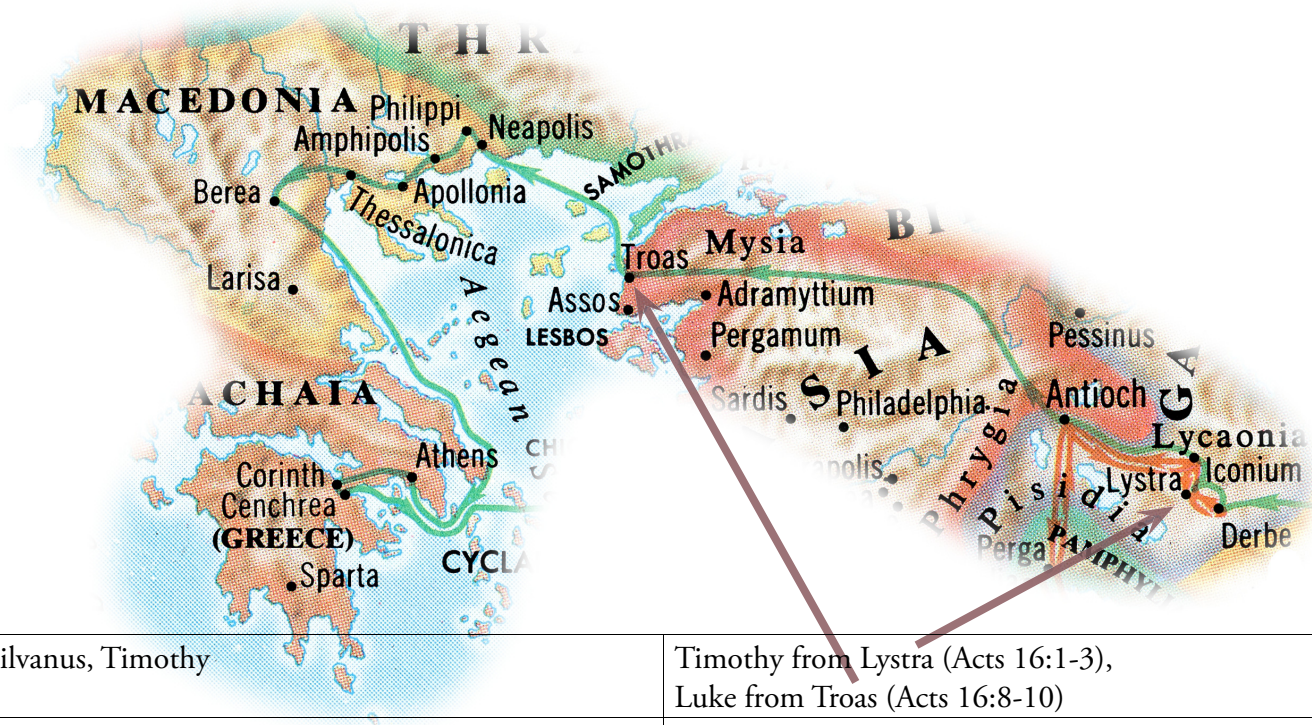 MACEDONIA
Philippi
Neapolis
Amphipolis
Berea
Apollonia
Thessalonica
Larisa
Aegean
Troas
Mysia
Assos
Adramyttium
LESBOS
Pergamum
Pessinus
Sardis
Philadelphia
SIA
Phrygia
Antioch
GA
Lycaonia
Iconium
Lystra
Pisidia
Derbe
Perga
ACHAIA
Athens
Corinth
Cenchrea
(GREECE)
Sparta
ilvanus, Timothy
Timothy from Lystra (Acts 16:1-3),
Luke from Troas (Acts 16:8-10)